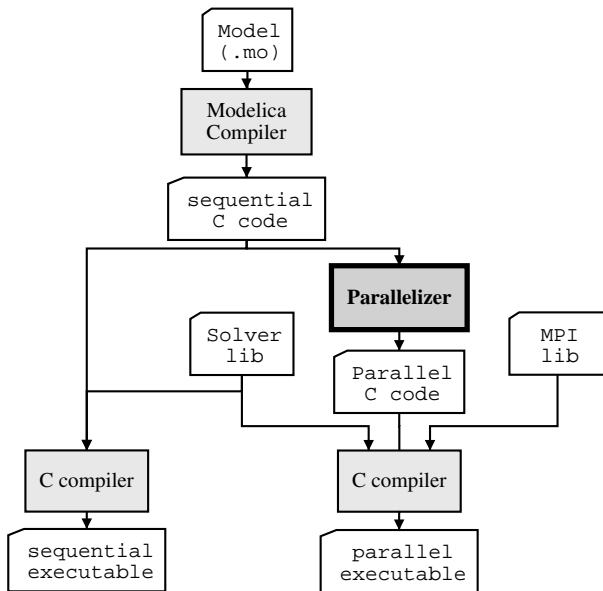 Model
(.mo)
Modelica
Compiler
sequential
C code
Parallelizer
Solver
lib
MPI
lib
Parallel
C code
C compiler
C compiler
sequential
executable
parallel
executable